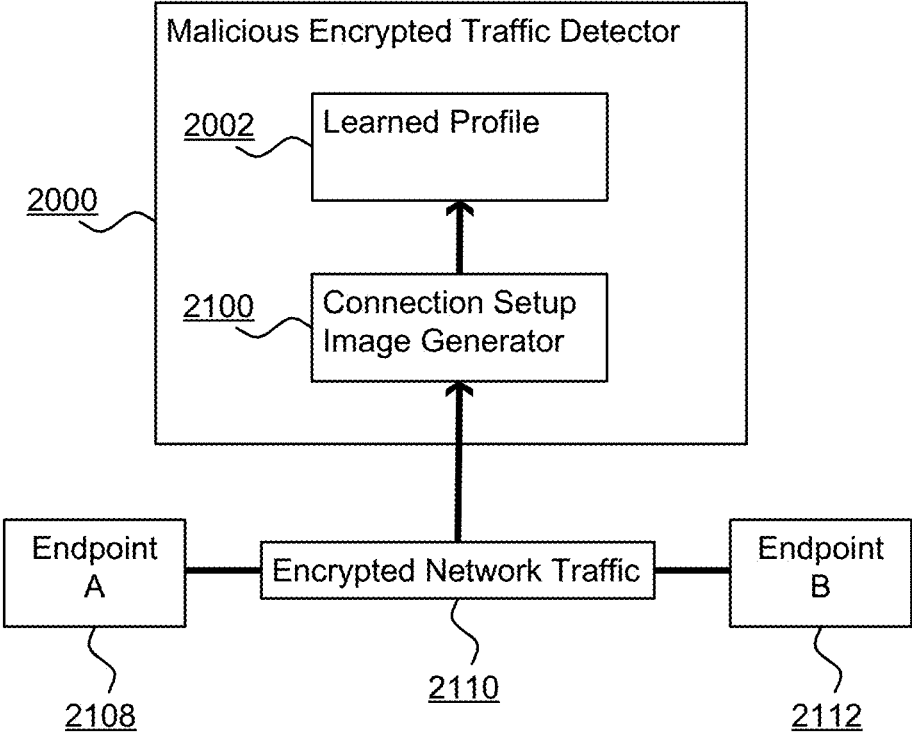 Malicious Encrypted Traffic Detector
2002
Learned Profile
2000
2100
Connection Setup
Image Generator
Endpoint
A
Encrypted Network Traffic
Endpoint
B
2108
2110
2112